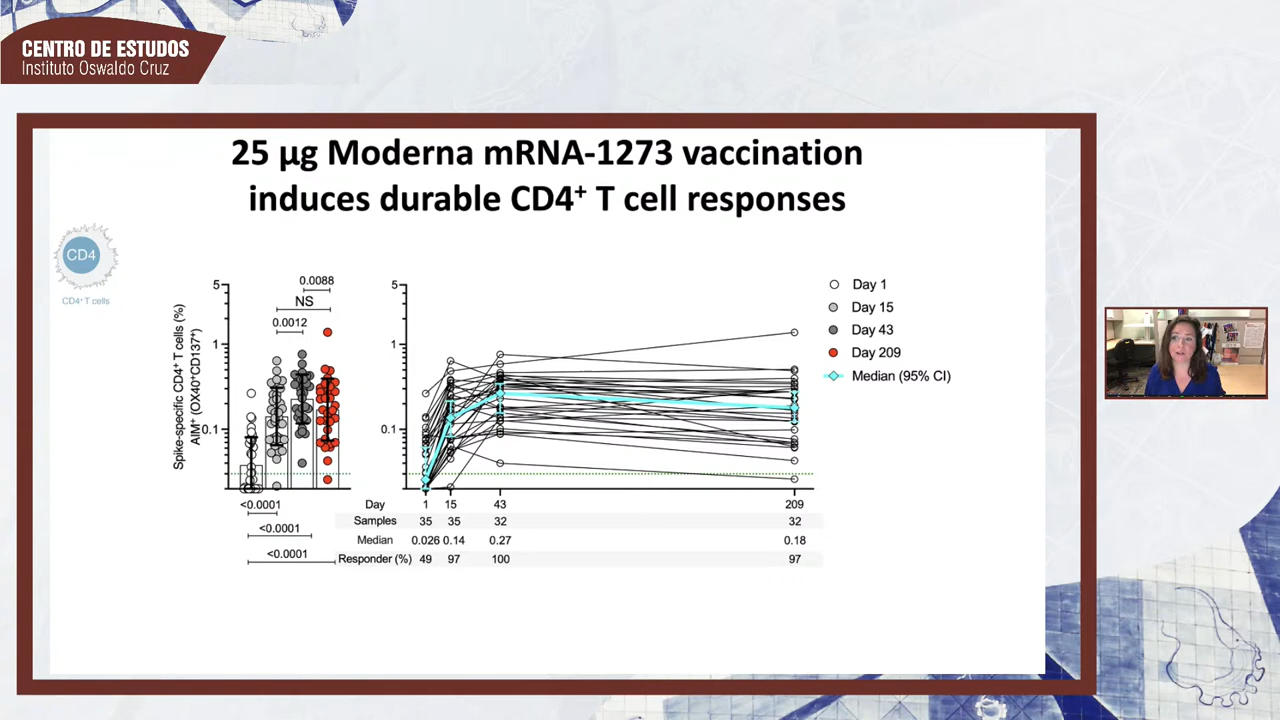 CENTRO DE ESTUDOS
Instituto Oswaldo Cruz
25 µg Moderna mRNA-1273 vaccination
induces durable CD4⁺ T cell responses
CD4
CD4⁺ T cells
Spike-specific CD4⁺ T cells (%)
AIM⁺ (OX40⁺CD137⁺)
5
1
0.1
0.0088
NS
0.0012
<0.0001
<0.0001
<0.0001
5
1
0.1
Day 1 15 43 209
Samples 35 35 32 32
Median 0.026 0.14 0.27 0.18
Responder (%) 49 97 100 97
Day 1
Day 15
Day 43
Day 209
Median (95% CI)